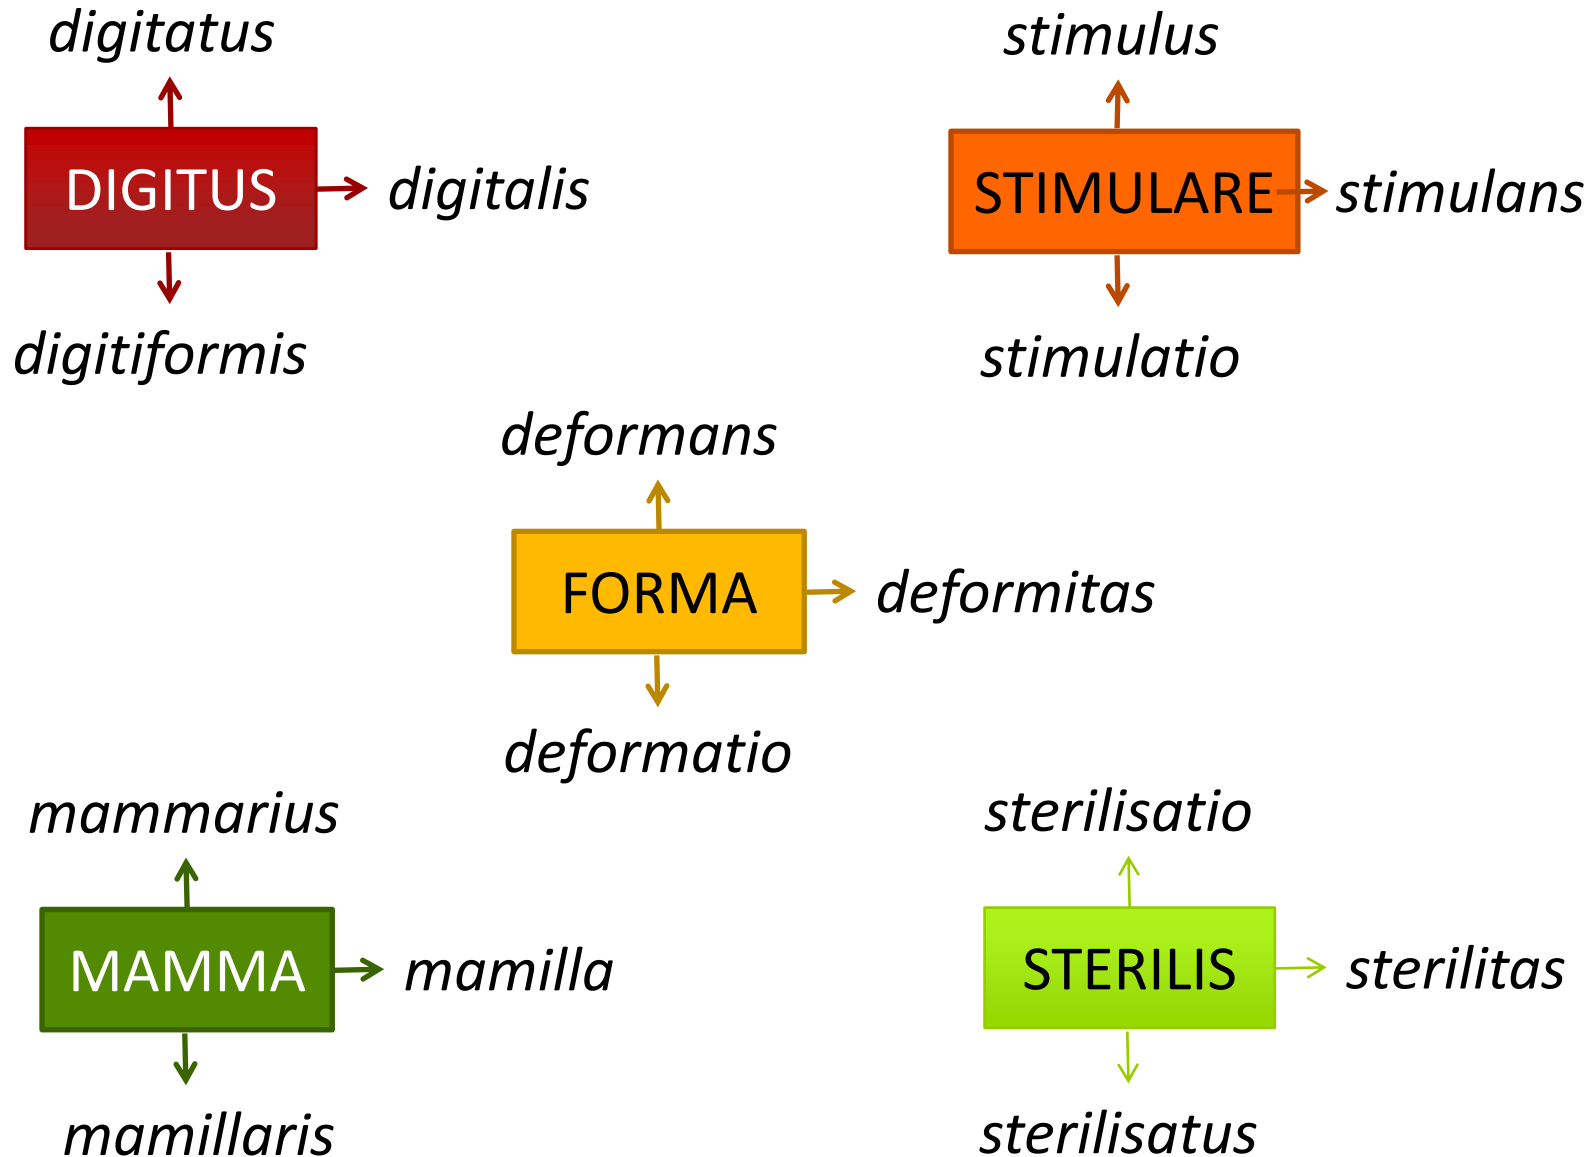 digitatus
DIGITUS
digitalis
digitiformis
stimulus
STIMULARE
stimulans
stimulatio
deformans
FORMA
deformitas
deformatio
mammarius
MAMMA
mamilla
mamillaris
sterilisatio
STERILIS
sterilitas
sterilisatus